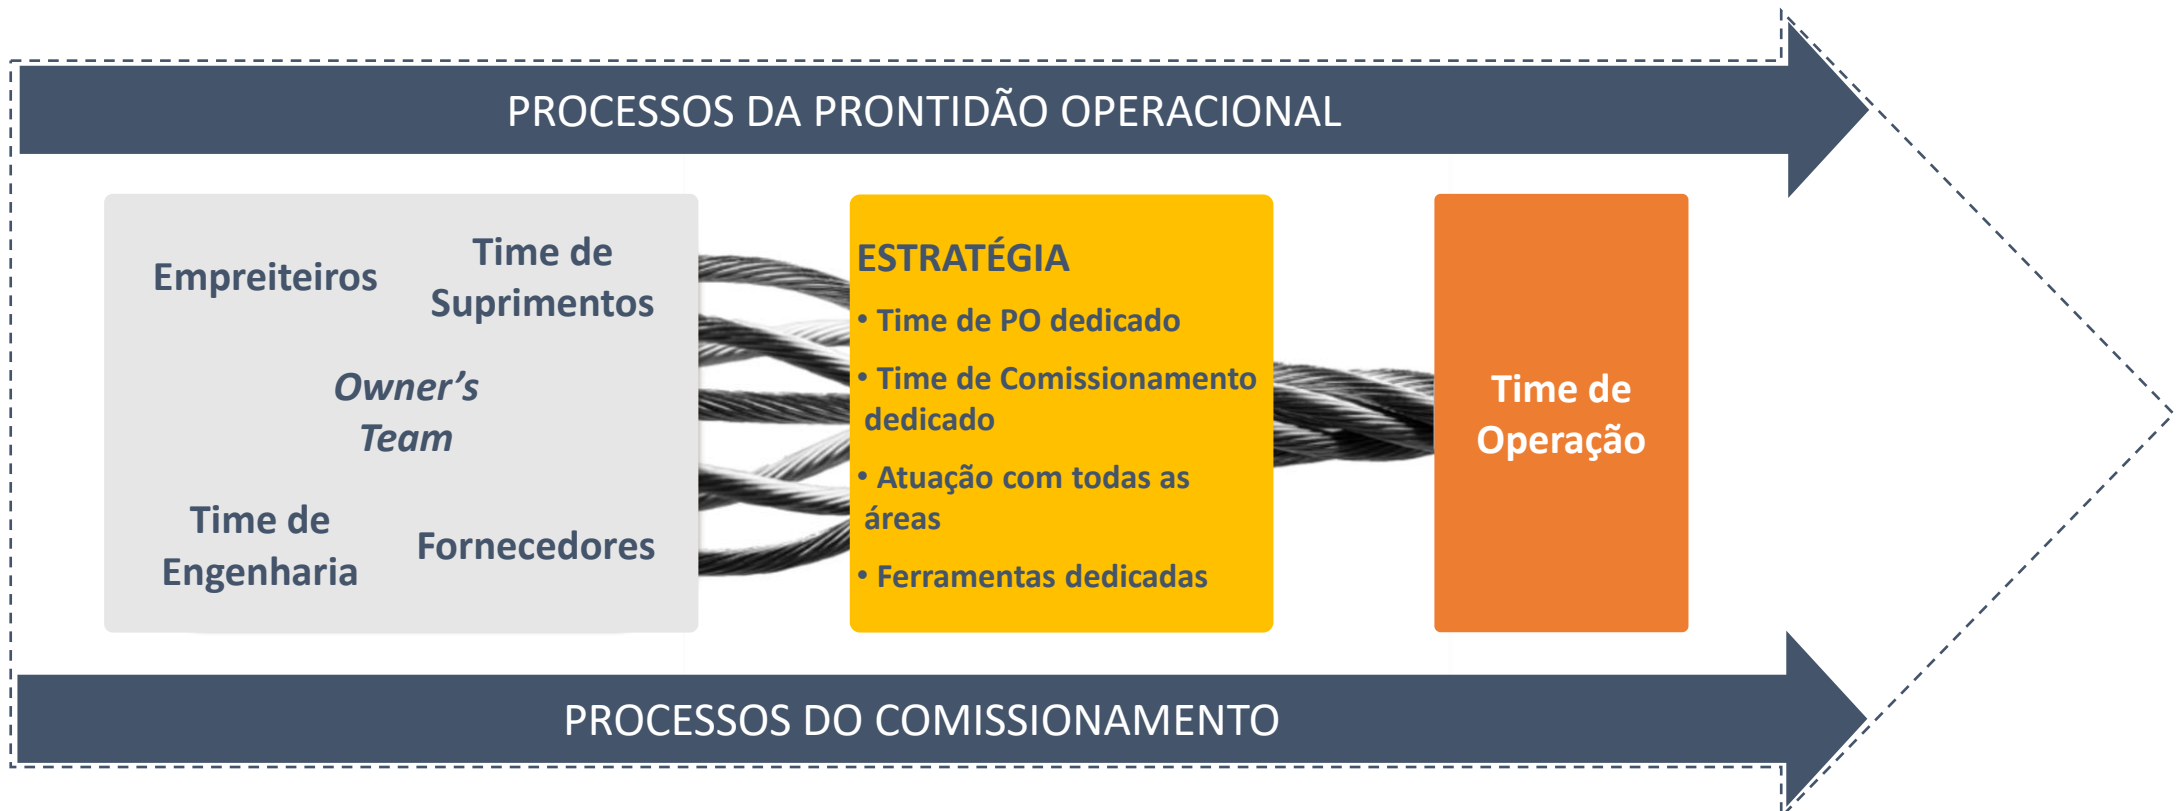 PROCESSOS DA PRONTIDÃO OPERACIONAL
Empreiteiros
Time de
Suprimentos
Owner’s
Team
Time de
Engenharia
Fornecedores
ESTRATÉGIA
• Time de PO dedicado
• Time de Comissionamento
dedicado
• Atuação com todas as
áreas
• Ferramentas dedicadas
Time de
Operação
PROCESSOS DO COMISSIONAMENTO